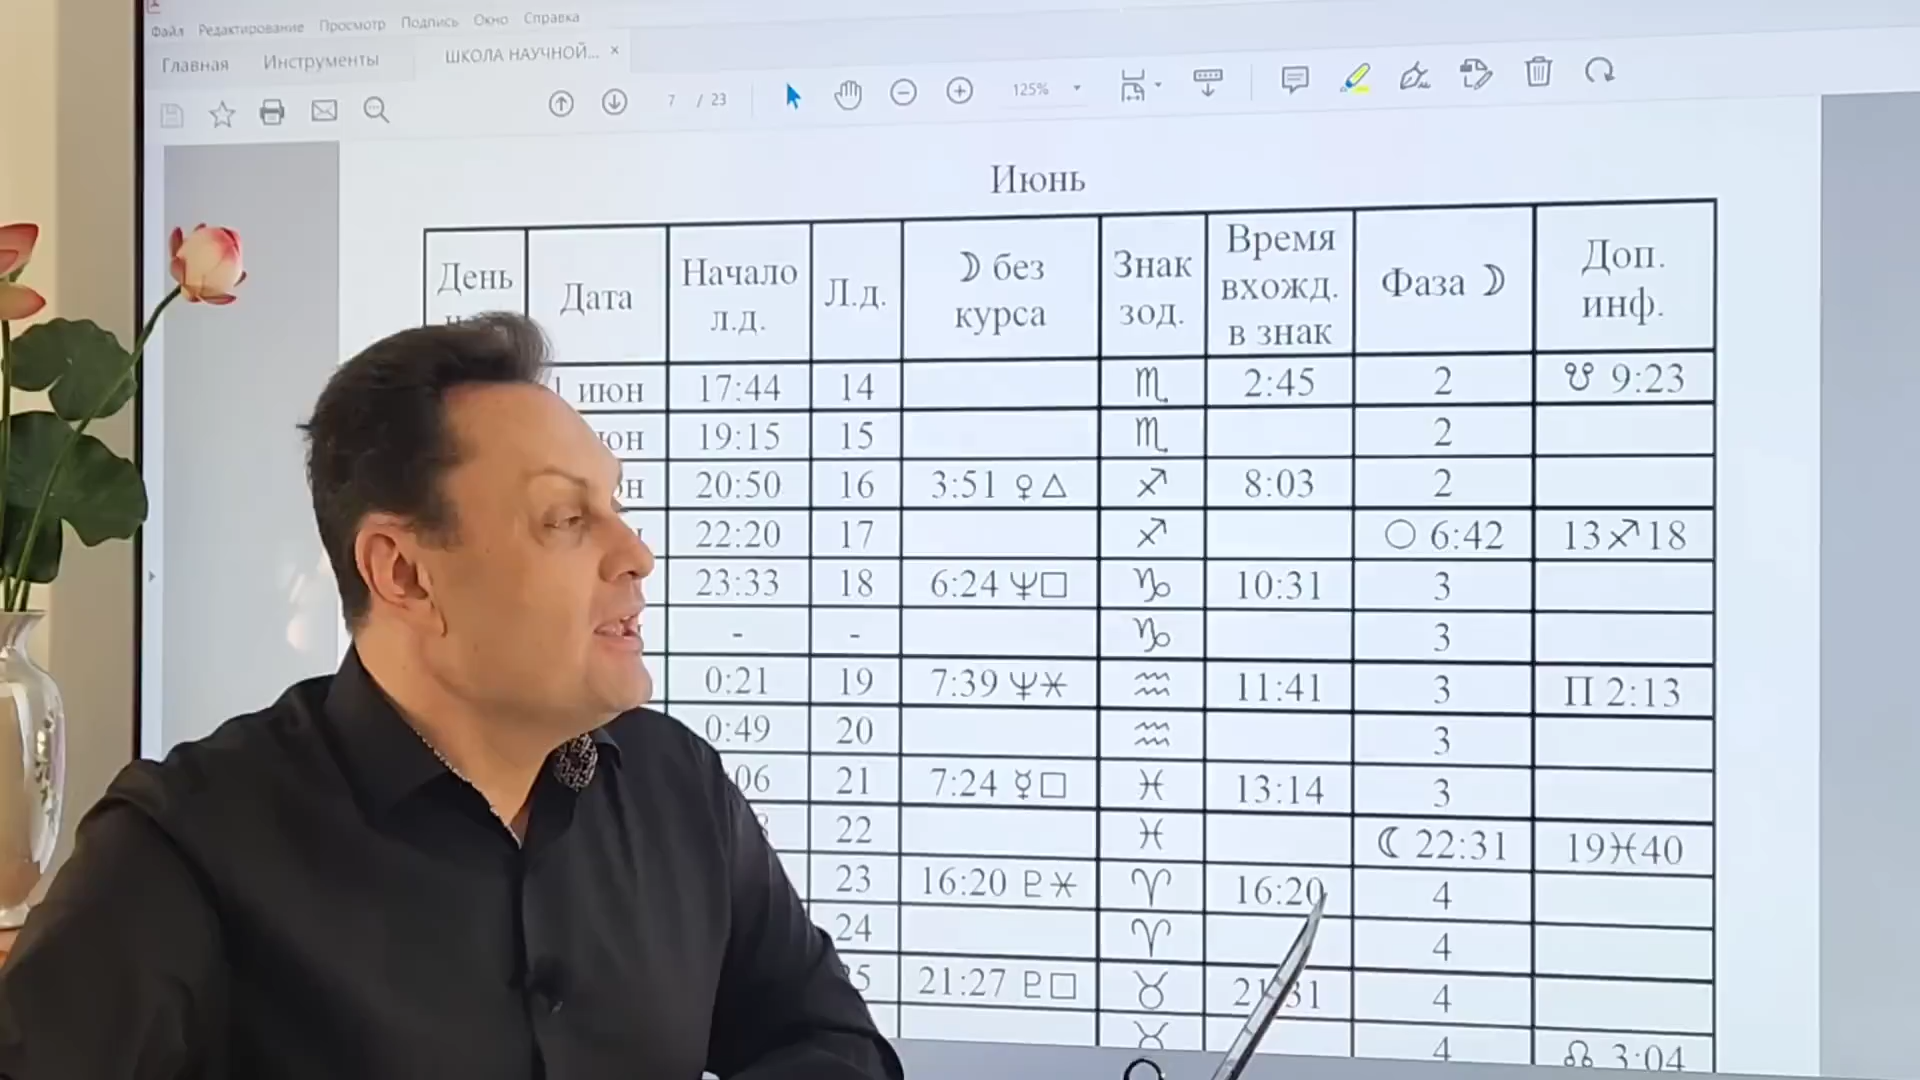 Файл Редактирование Просмотр Подпись Окно Справка
Главная Инструменты ШКОЛА НАУЧНОЙ... ×
7 / 23 125%
Июнь
День Дата Начало л.д. Л.д. ☽ без курса Знак зод. Время вхожд. в знак Фаза ☽ Доп. инф.
1 июн 17:44 14 ♏ 2:45 2 ☋ 9:23
19:15 15 ♏ 2
20:50 16 3:51 ♀△ ♐ 8:03 2
22:20 17 ♐ ○ 6:42 13♐18
23:33 18 6:24 ♆□ ♑ 10:31 3
- - ♑ 3
0:21 19 7:39 ♆⚹ ♒ 11:41 3 П 2:13
0:49 20 ♒ 3
21 7:24 ☿□ ♓ 13:14 3
22 ♓ ☾ 22:31 19♓40
23 16:20 ♇⚹ ♈ 16:20 4
24 ♈ 4
21:27 ♇□ ♉ 4
♉ 4 ☊ 3:04